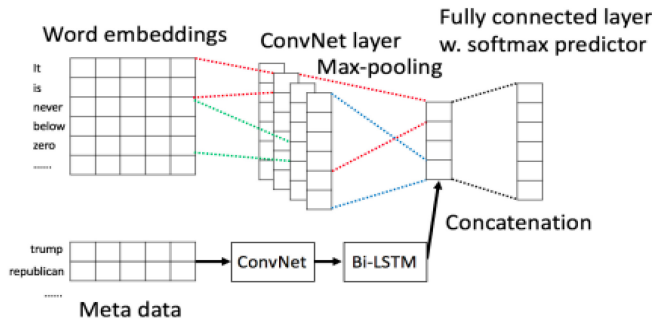 Word embeddings
ConvNet layer
Max-pooling
Fully connected layer
w. softmax predictor
It
is
never
below
zero
......
Concatenation
trump
republican
......
ConvNet
Bi-LSTM
Meta data